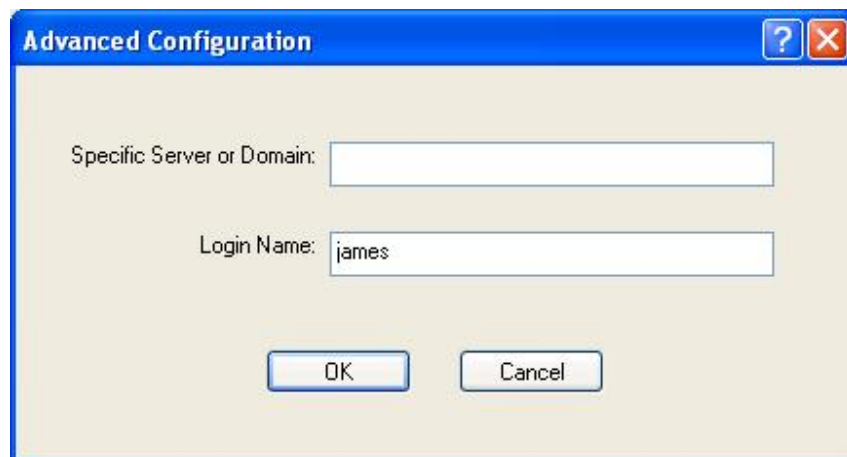 Advanced Configuration
?
Specific Server or Domain:
Login Name: james
OK Cancel